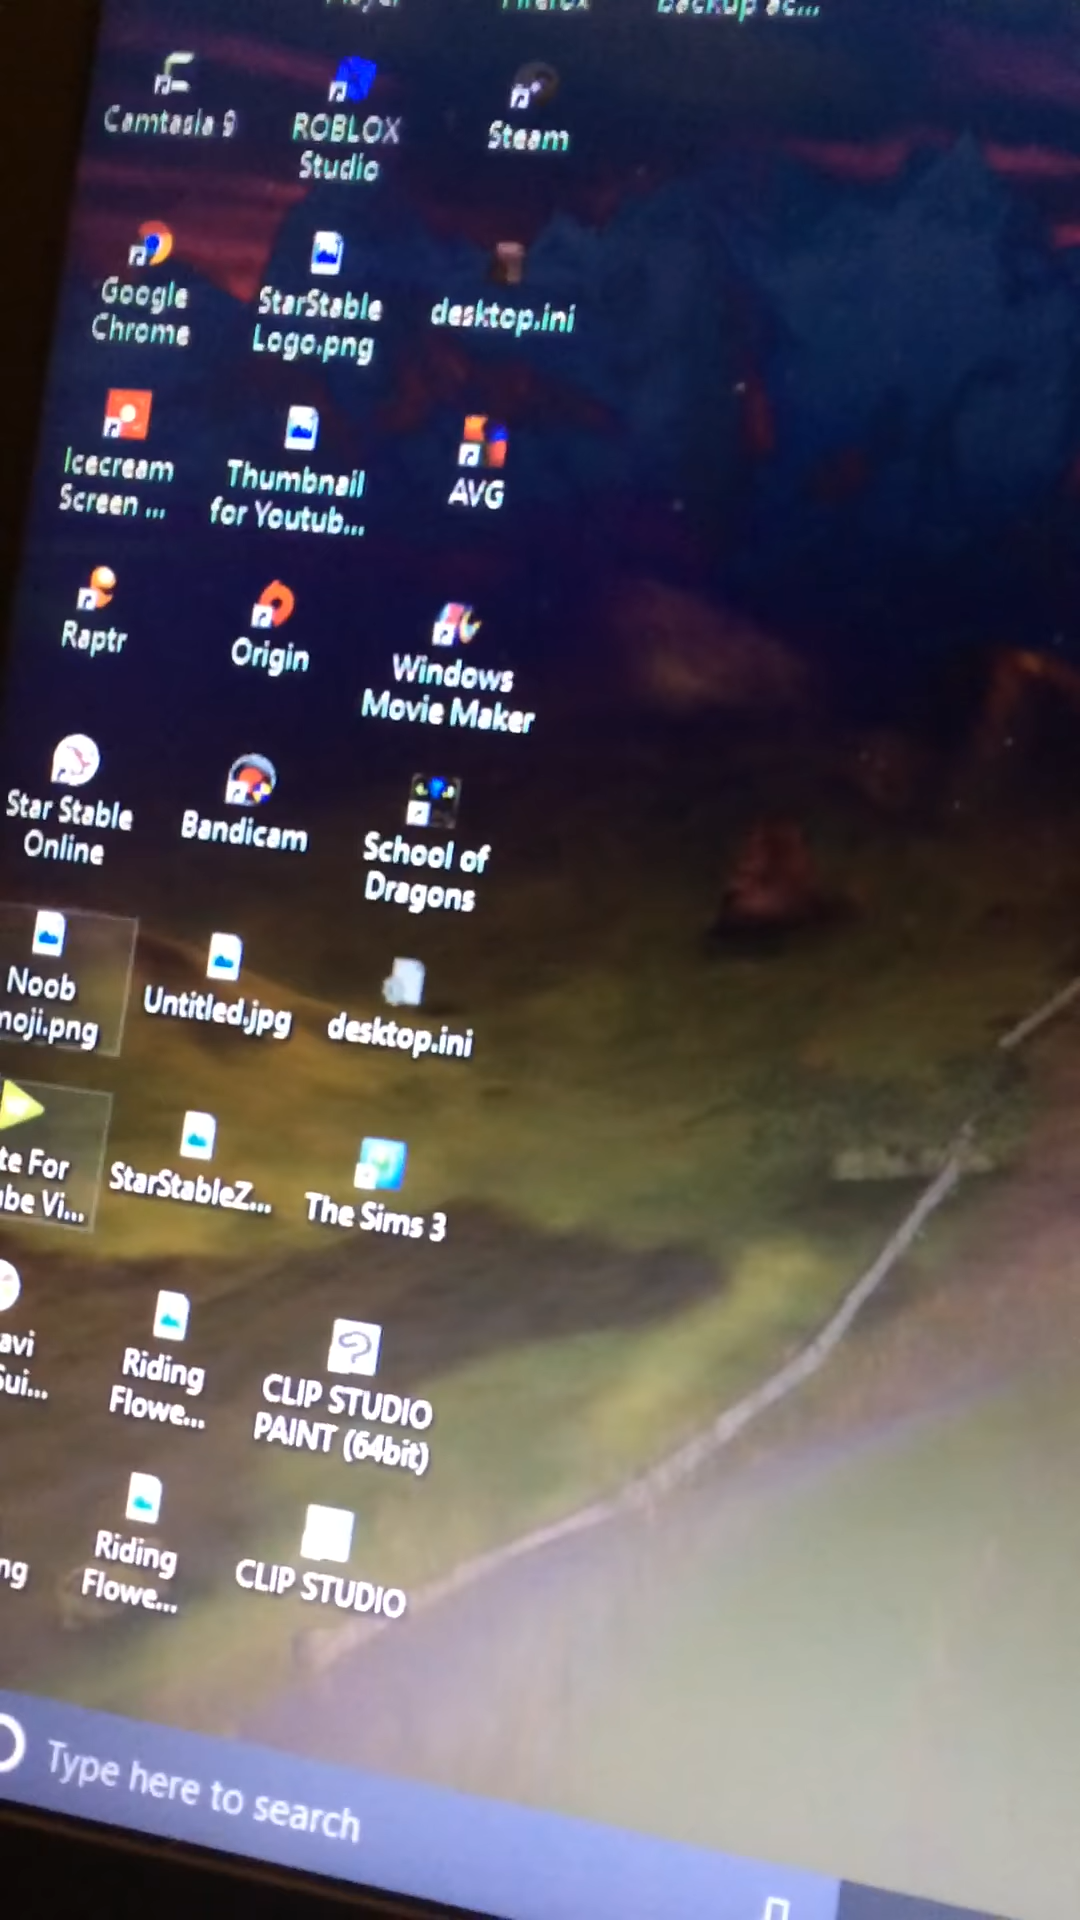 Camtasia 9
ROBLOX
Studio
Steam
Google
Chrome
StarStable
Logo.png
desktop.ini
Icecream
Screen ...
Thumbnail
for Youtub...
AVG
Raptr
Origin
Windows
Movie Maker
Star Stable
Online
Bandicam
School of
Dragons
Noob
moji.png
Untitled.jpg
desktop.ini
te For
be Vi...
StarStableZ...
The Sims 3
avi
Sui...
Riding
Flowe...
CLIP STUDIO
PAINT (64bit)
ng
Riding
Flowe...
CLIP STUDIO
Type here to search